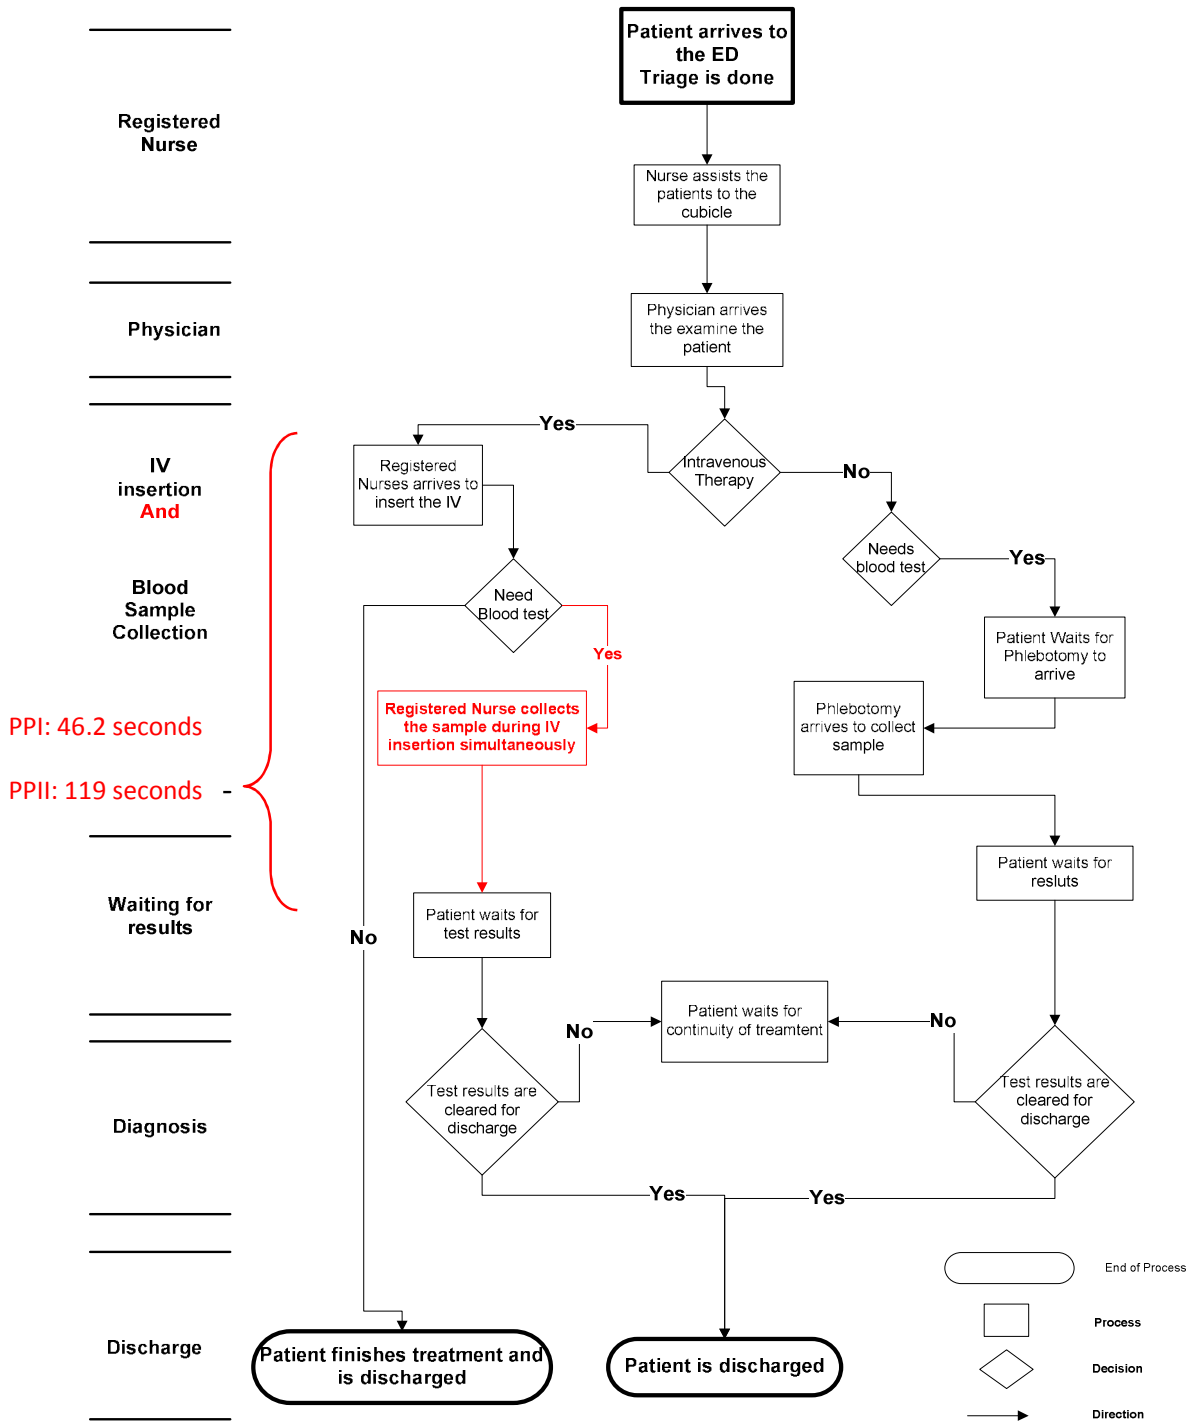 Patient arrives to
the ED
Triage is done
Registered
Nurse
Nurse assists the
patients to the
cubicle
Physician
Physician arrives
the examine the
patient
Yes
Intravenous
Therapy
No
IV
insertion
And
Registered
Nurses arrives to
insert the IV
Needs
blood test
Yes
Blood
Sample
Collection
Need
Blood test
Yes
Patient Waits for
Phlebotomy to
arrive
PPI: 46.2 seconds
Registered Nurse collects
the sample during IV
insertion simultaneously
Phlebotomy
arrives to collect
sample
PPII: 119 seconds -
Patient waits for
resluts
Waiting for
results
Patient waits for
test results
No
Patient waits for
continuity of treamtent
No
No
Test results are
cleared for
discharge
Test results are
cleared for
discharge
Diagnosis
Yes
Yes
End of Process
Process
Discharge
Patient finishes treatment and
is discharged
Patient is discharged
Decision
Direction